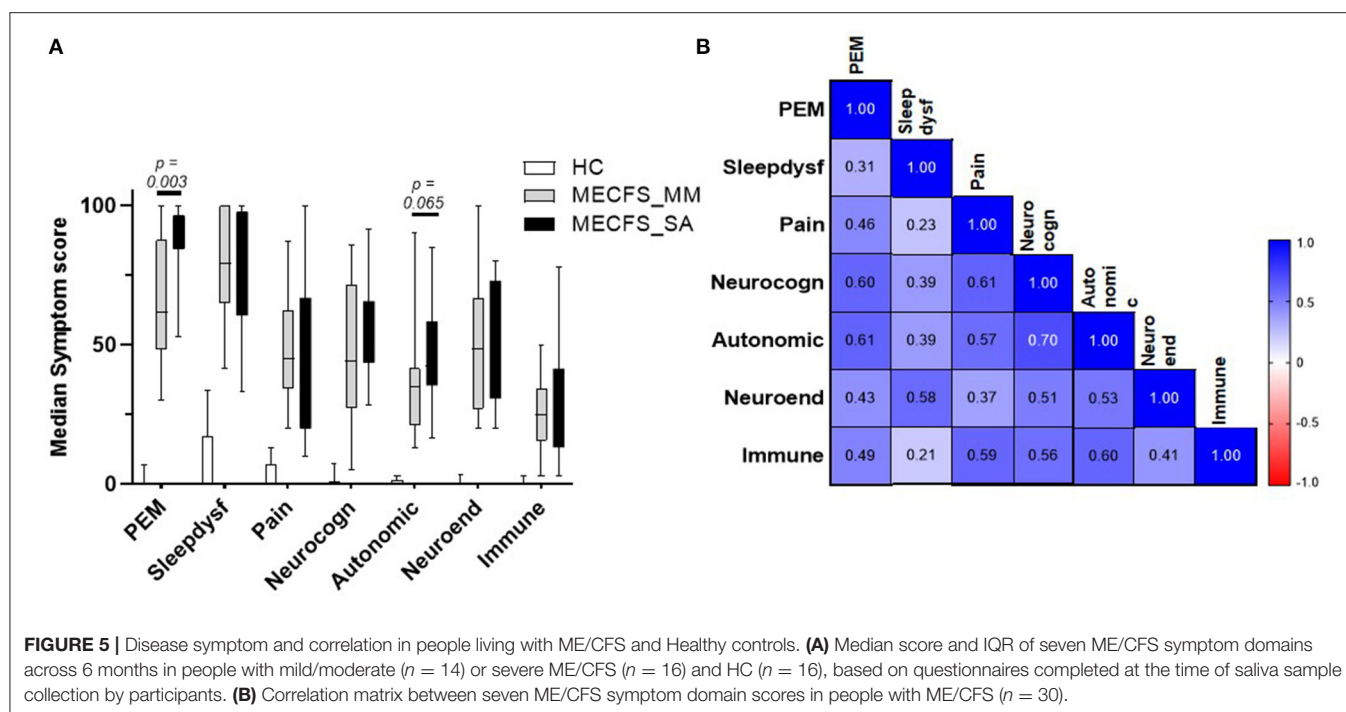 A
p =
0.003
p =
0.065
HC
MECFS_MM
MECFS_SA
Median Symptom score
100
50
0
PEM
Sleepdysf
Pain
Neurocogn
Autonomic
Neuroend
Immune
B
PEM
Sleep
dysf
Pain
Neuro
cogn
Auto
nomi
c
Neuro
end
Immune
PEM 1.00
Sleepdysf 0.31 1.00
Pain 0.46 0.23 1.00
Neurocogn 0.60 0.39 0.61 1.00
Autonomic 0.61 0.39 0.57 0.70 1.00
Neuroend 0.43 0.58 0.37 0.51 0.53 1.00
Immune 0.49 0.21 0.59 0.56 0.60 0.41 1.00
1.0
0.5
0
-0.5
-1.0
FIGURE 5 | Disease symptom and correlation in people living with ME/CFS and Healthy controls. (A) Median score and IQR of seven ME/CFS symptom domains
across 6 months in people with mild/moderate (n = 14) or severe ME/CFS (n = 16) and HC (n = 16), based on questionnaires completed at the time of saliva sample
collection by participants. (B) Correlation matrix between seven ME/CFS symptom domain scores in people with ME/CFS (n = 30).